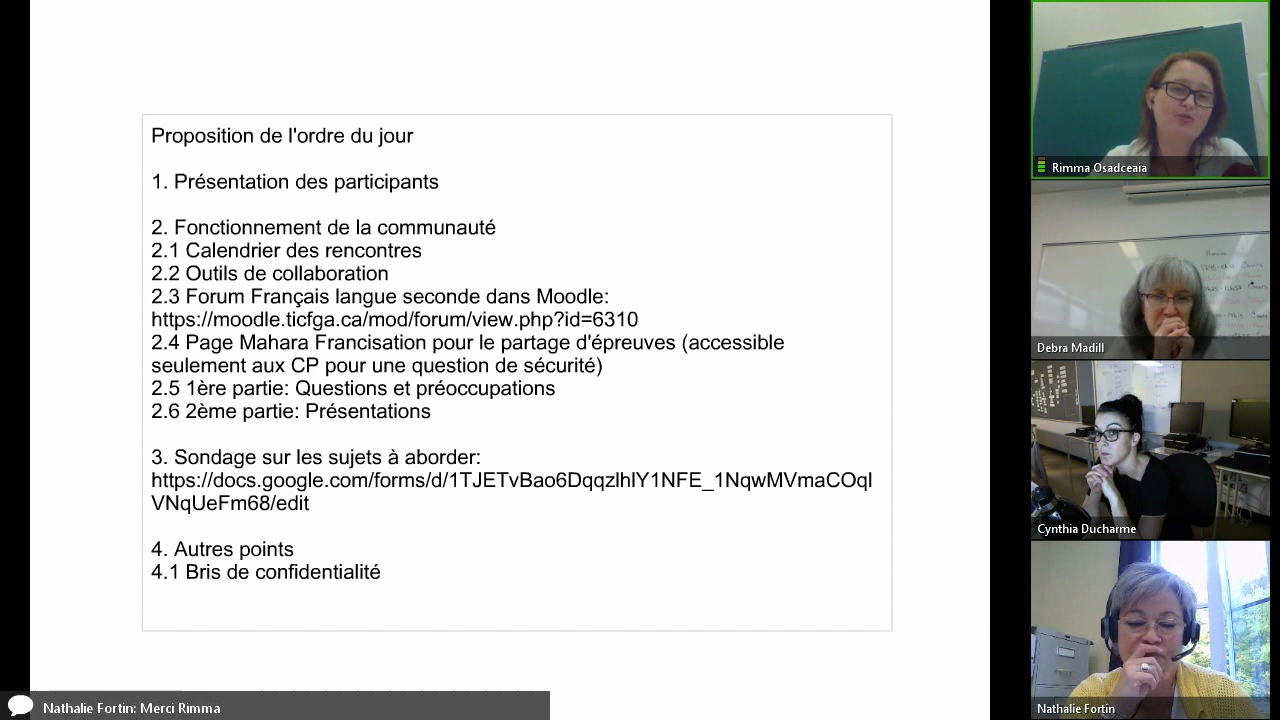 Proposition de l'ordre du jour
1. Présentation des participants
2. Fonctionnement de la communauté
2.1 Calendrier des rencontres
2.2 Outils de collaboration
2.3 Forum Français langue seconde dans Moodle:
https://moodle.ticfga.ca/mod/forum/view.php?id=6310
2.4 Page Mahara Francisation pour le partage d'épreuves (accessible
seulement aux CP pour une question de sécurité)
2.5 1ère partie: Questions et préoccupations
2.6 2ème partie: Présentations
3. Sondage sur les sujets à aborder:
https://docs.google.com/forms/d/1TJETvBao6DqqzlhlY1NFE_1NqwMVmaCOqI
VNqUeFm68/edit
4. Autres points
4.1 Bris de confidentialité
Nathalie Fortin: Merci Rimma
Rimma Osadceaia
Debra Madill
Cynthia Ducharme
Nathalie Fortin